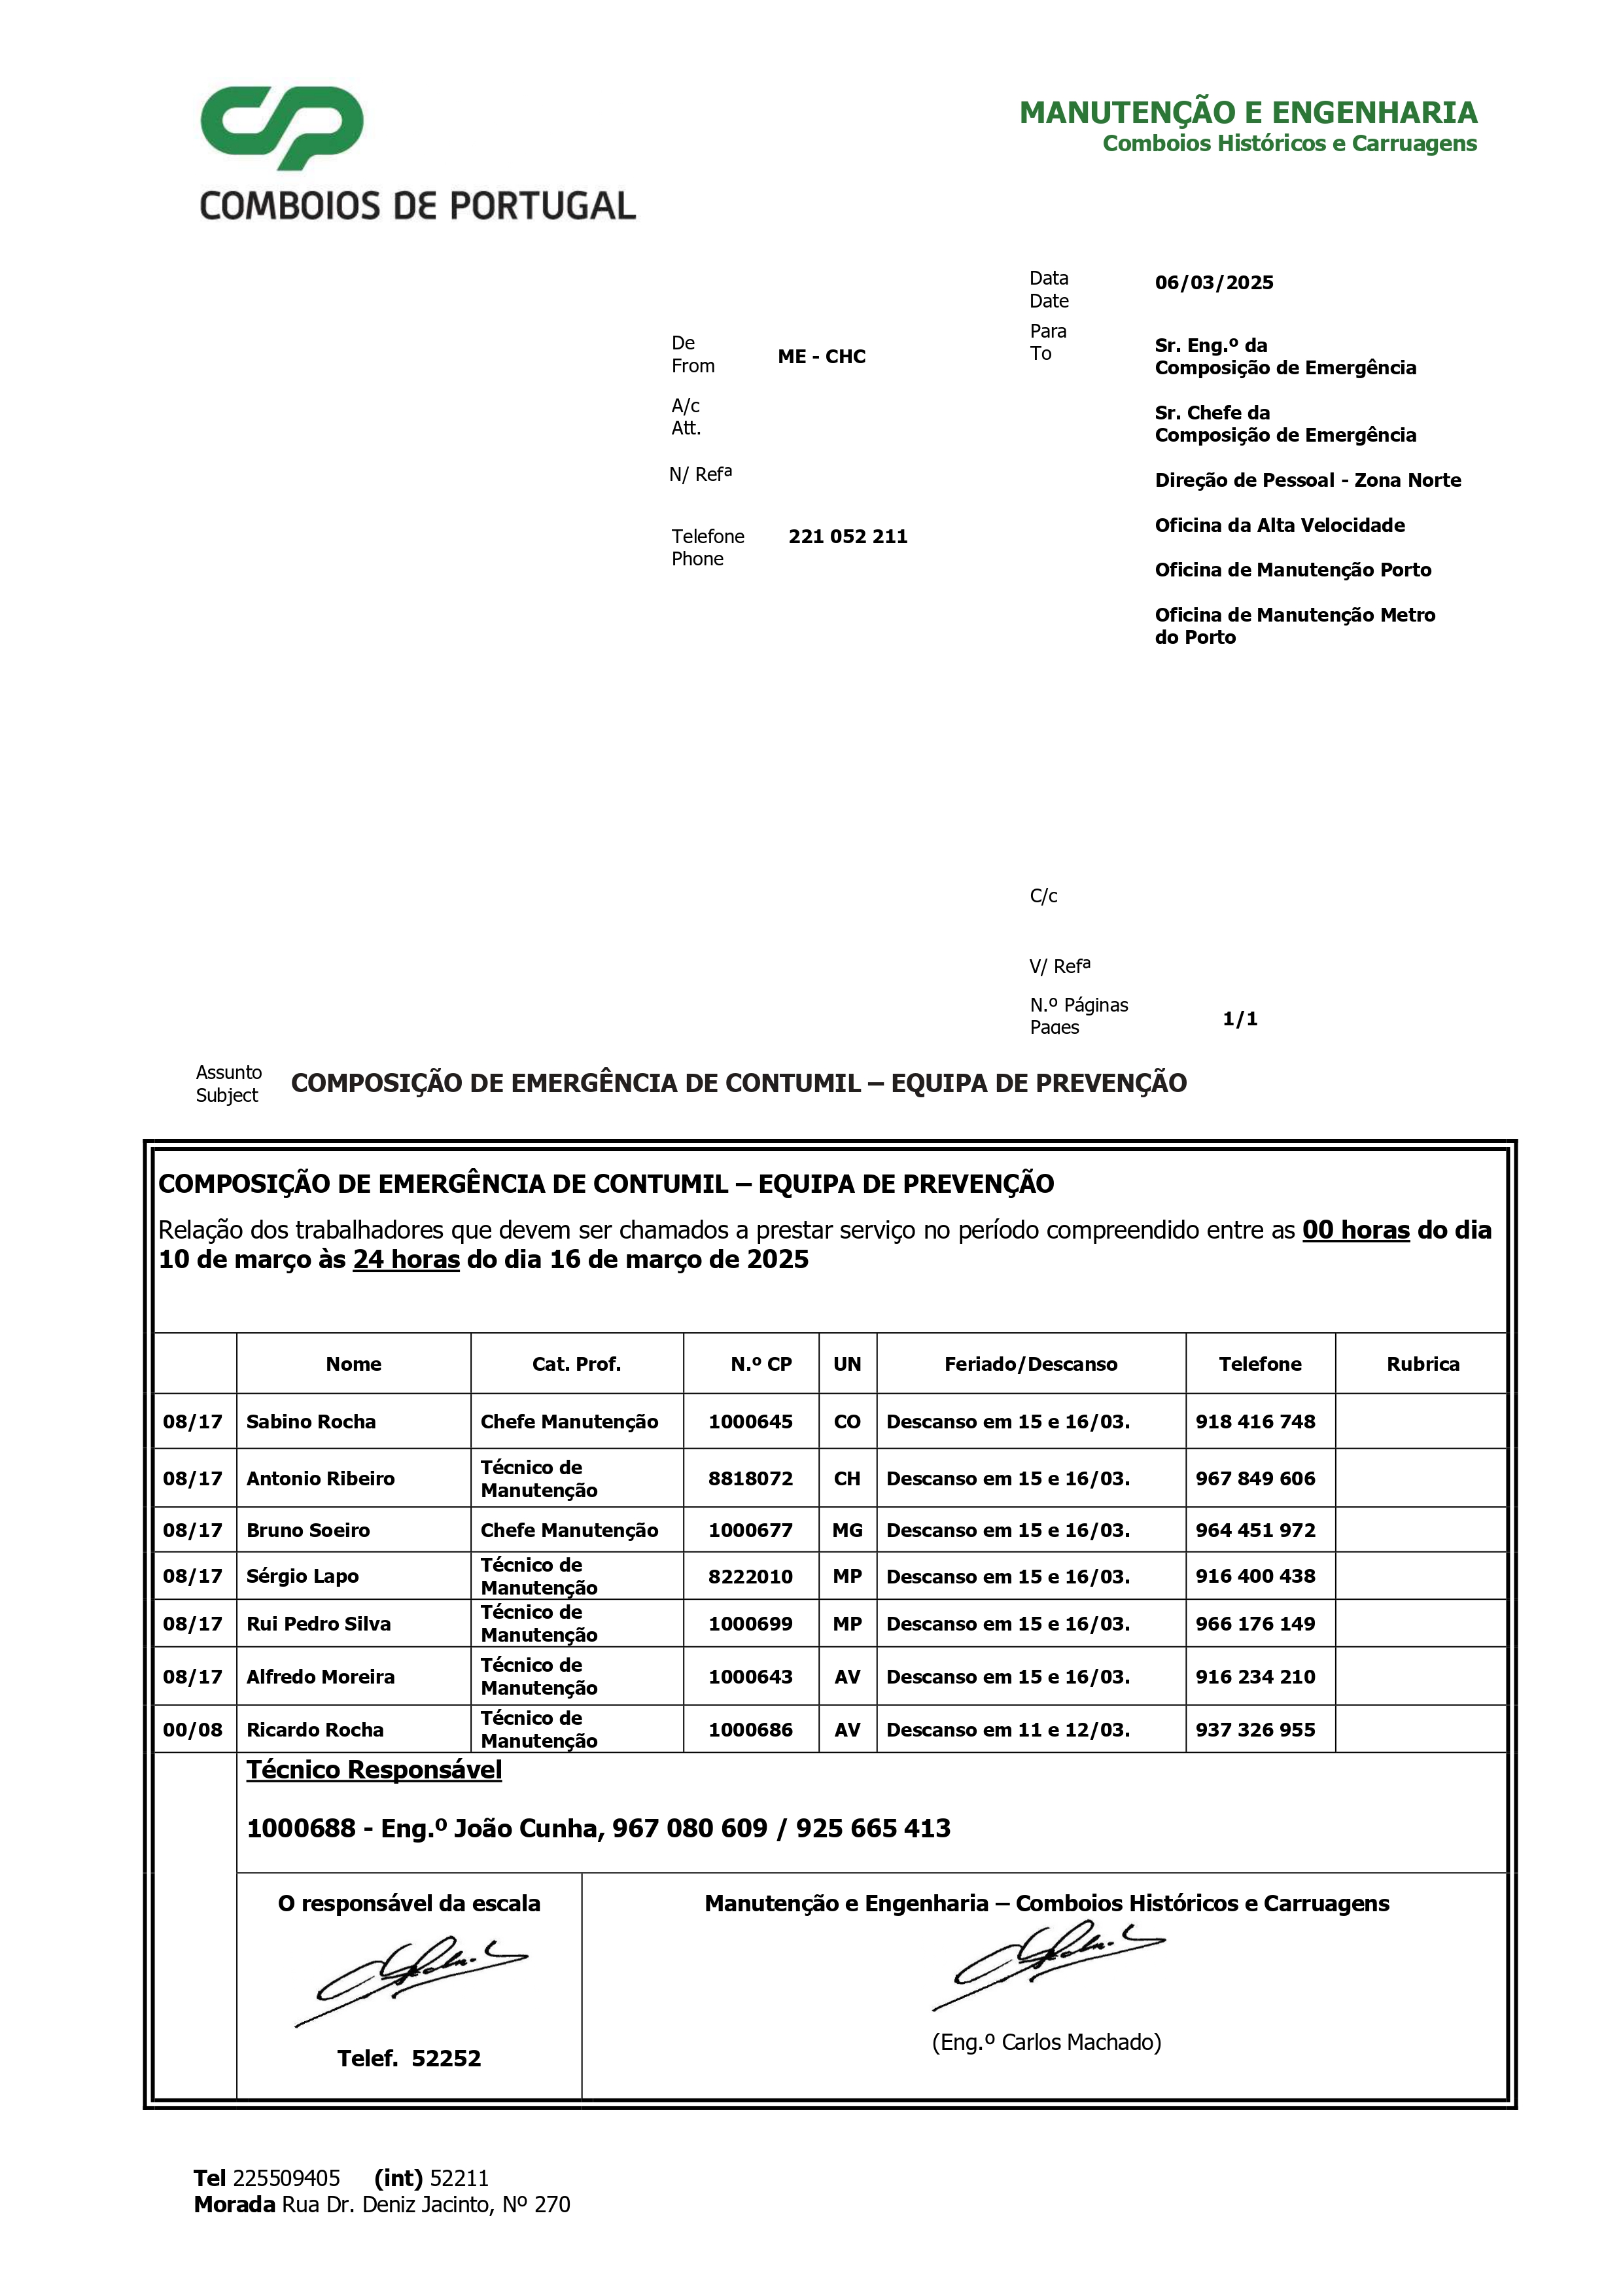 CP
COMBOIOS DE PORTUGAL
MANUTENÇÃO E ENGENHARIA
Comboios Históricos e Carruagens
Data
Date
06/03/2025
De
From
ME - CHC
A/c
Att.
N/ Refª
Telefone
Phone
221 052 211
Para
To
Sr. Eng.º da
Composição de Emergência
Sr. Chefe da
Composição de Emergência
Direção de Pessoal - Zona Norte
Oficina da Alta Velocidade
Oficina de Manutenção Porto
Oficina de Manutenção Metro
do Porto
C/c
V/ Refª
N.º Páginas
Pages
1/1
Assunto
Subject
COMPOSIÇÃO DE EMERGÊNCIA DE CONTUMIL – EQUIPA DE PREVENÇÃO
COMPOSIÇÃO DE EMERGÊNCIA DE CONTUMIL – EQUIPA DE PREVENÇÃO
Relação dos trabalhadores que devem ser chamados a prestar serviço no período compreendido entre as 00 horas do dia
10 de março às 24 horas do dia 16 de março de 2025
Nome Cat. Prof. N.º CP UN Feriado/Descanso Telefone Rubrica
08/17 Sabino Rocha Chefe Manutenção 1000645 CO Descanso em 15 e 16/03. 918 416 748
08/17 Antonio Ribeiro Técnico de Manutenção 8818072 CH Descanso em 15 e 16/03. 967 849 606
08/17 Bruno Soeiro Chefe Manutenção 1000677 MG Descanso em 15 e 16/03. 964 451 972
08/17 Sérgio Lapo Técnico de Manutenção 8222010 MP Descanso em 15 e 16/03. 916 400 438
08/17 Rui Pedro Silva Técnico de Manutenção 1000699 MP Descanso em 15 e 16/03. 966 176 149
08/17 Alfredo Moreira Técnico de Manutenção 1000643 AV Descanso em 15 e 16/03. 916 234 210
00/08 Ricardo Rocha Técnico de Manutenção 1000686 AV Descanso em 11 e 12/03. 937 326 955
Técnico Responsável
1000688 - Eng.º João Cunha, 967 080 609 / 925 665 413
O responsável da escala
Telef. 52252
Manutenção e Engenharia – Comboios Históricos e Carruagens
(Eng.º Carlos Machado)
Tel 225509405 (int) 52211
Morada Rua Dr. Deniz Jacinto, Nº 270